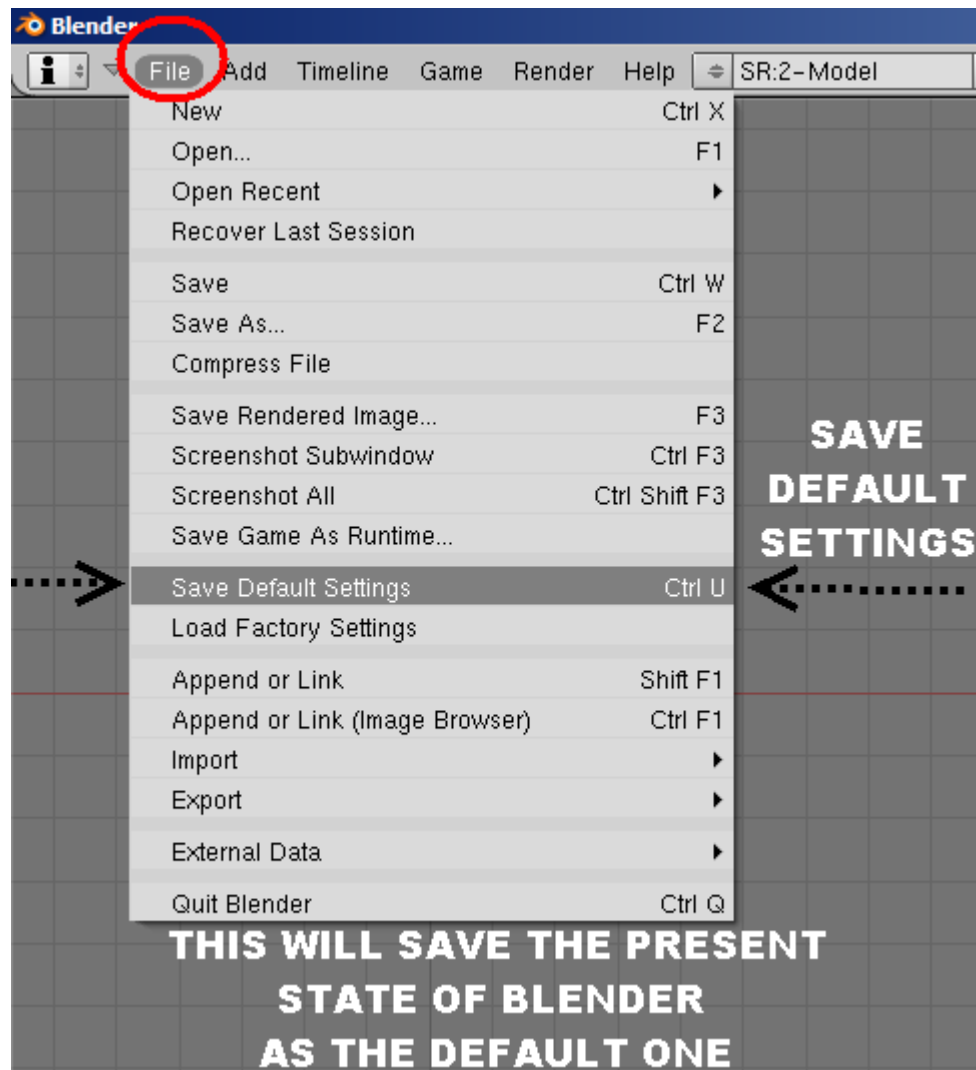 Blender
File Add Timeline Game Render Help SR:2-Model
New Ctrl X
Open... F1
Open Recent
Recover Last Session
Save Ctrl W
Save As... F2
Compress File
Save Rendered Image... F3
Screenshot Subwindow Ctrl F3
Screenshot All Ctrl Shift F3
Save Game As Runtime...
SAVE
DEFAULT
SETTINGS
Save Default Settings Ctrl U
Load Factory Settings
Append or Link Shift F1
Append or Link (Image Browser) Ctrl F1
Import
Export
External Data
Quit Blender Ctrl Q
THIS WILL SAVE THE PRESENT
STATE OF BLENDER
AS THE DEFAULT ONE